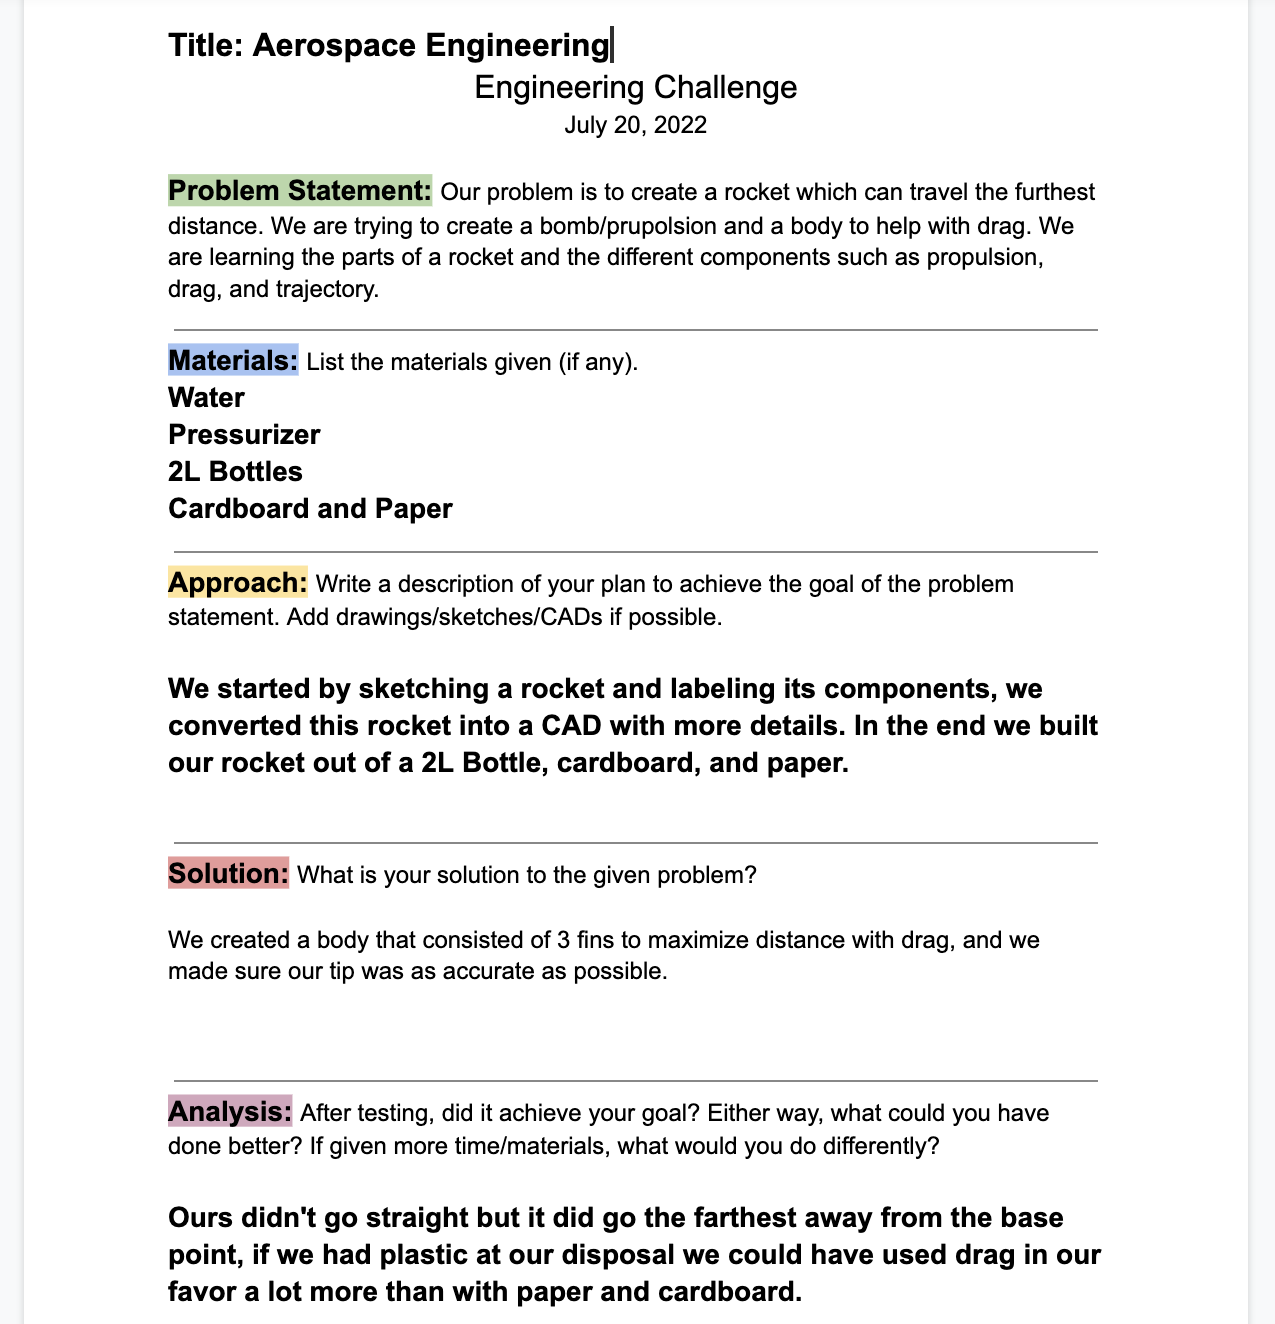 Title: Aerospace Engineering
Engineering Challenge
July 20, 2022
Problem Statement: Our problem is to create a rocket which can travel the furthest
distance. We are trying to create a bomb/prupolsion and a body to help with drag. We
are learning the parts of a rocket and the different components such as propulsion,
drag, and trajectory.
Materials: List the materials given (if any).
Water
Pressurizer
2L Bottles
Cardboard and Paper
Approach: Write a description of your plan to achieve the goal of the problem
statement. Add drawings/sketches/CADs if possible.
We started by sketching a rocket and labeling its components, we
converted this rocket into a CAD with more details. In the end we built
our rocket out of a 2L Bottle, cardboard, and paper.
Solution: What is your solution to the given problem?
We created a body that consisted of 3 fins to maximize distance with drag, and we
made sure our tip was as accurate as possible.
Analysis: After testing, did it achieve your goal? Either way, what could you have
done better? If given more time/materials, what would you do differently?
Ours didn't go straight but it did go the farthest away from the base
point, if we had plastic at our disposal we could have used drag in our
favor a lot more than with paper and cardboard.